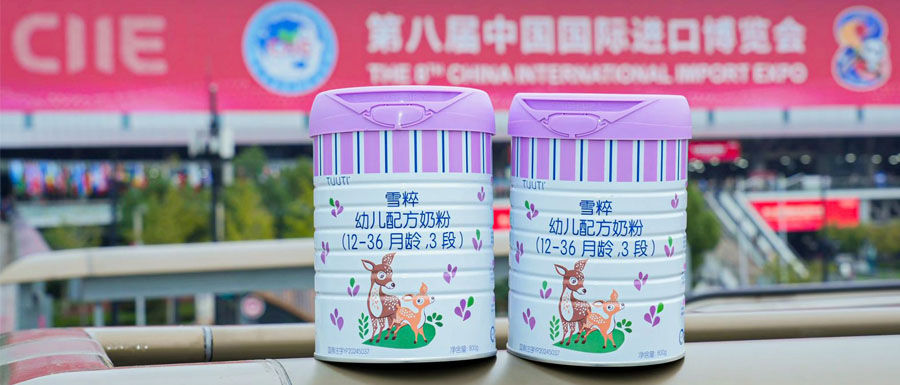 CIIE
第八届中国国际进口博览会
THE 8TH CHINA INTERNATIONAL IMPORT EXPO
TUUTI
雪粹
幼儿配方奶粉
(12-36 月龄,3 段)
TUUTI
雪粹
幼儿配方奶粉
(12-36 月龄,3 段)